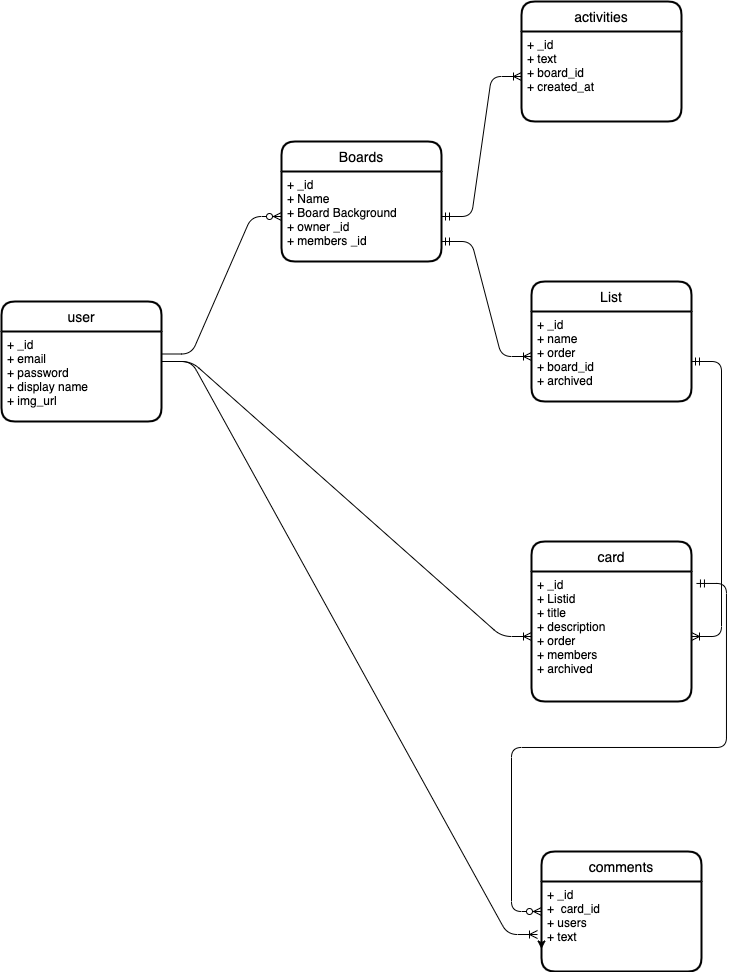 activities
+ _id
+ text
+ board_id
+ created_at
Boards
+ _id
+ Name
+ Board Background
+ owner _id
+ members _id
List
+ _id
+ name
+ order
+ board_id
+ archived
user
+ _id
+ email
+ password
+ display name
+ img_url
card
+ _id
+ Listid
+ title
+ description
+ order
+ members
+ archived
comments
+ _id
+  card_id
+ users
+ text